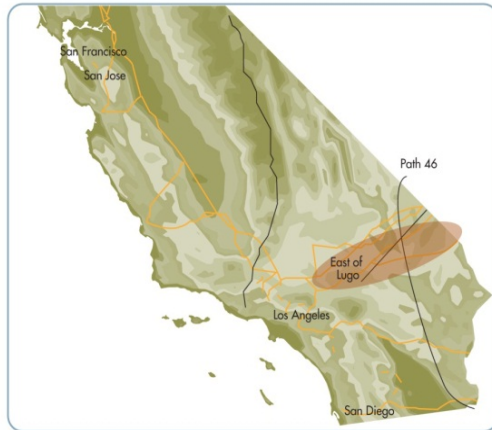 San Francisco
San Jose
Path 46
East of
Lugo
Los Angeles
San Diego